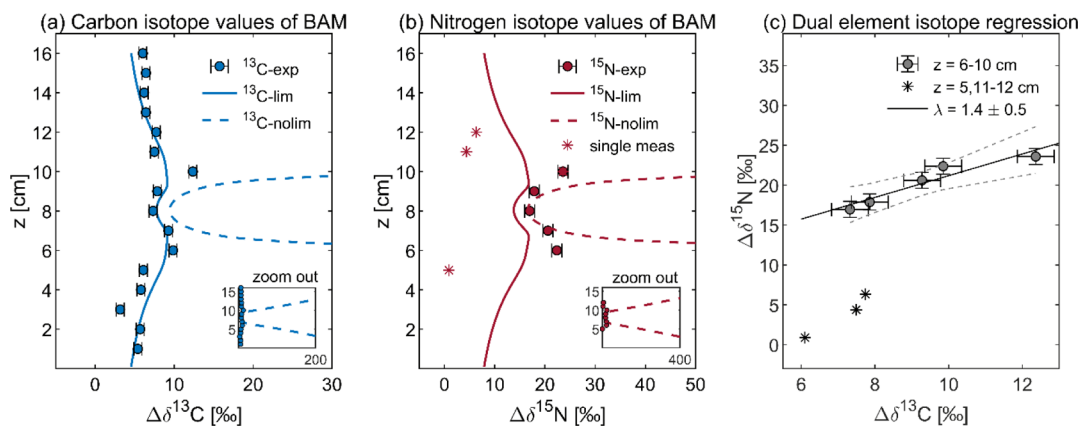 (a) Carbon isotope values of BAM
16
14
12
10
8
6
4
2
z [cm]
¹³C-exp
¹³C-lim
¹³C-nolim
zoom out
15
10
5
200
0
10
20
30
Δδ¹³C [‰]
(b) Nitrogen isotope values of BAM
16
14
12
10
8
6
4
2
z [cm]
¹⁵N-exp
¹⁵N-lim
¹⁵N-nolim
single meas
zoom out
15
10
5
400
0
10
20
30
40
50
Δδ¹⁵N [‰]
(c) Dual element isotope regression
35
30
25
20
15
10
5
0
Δδ¹⁵N [‰]
z = 6-10 cm
z = 5,11-12 cm
λ = 1.4 ± 0.5
6
8
10
12
Δδ¹³C [‰]